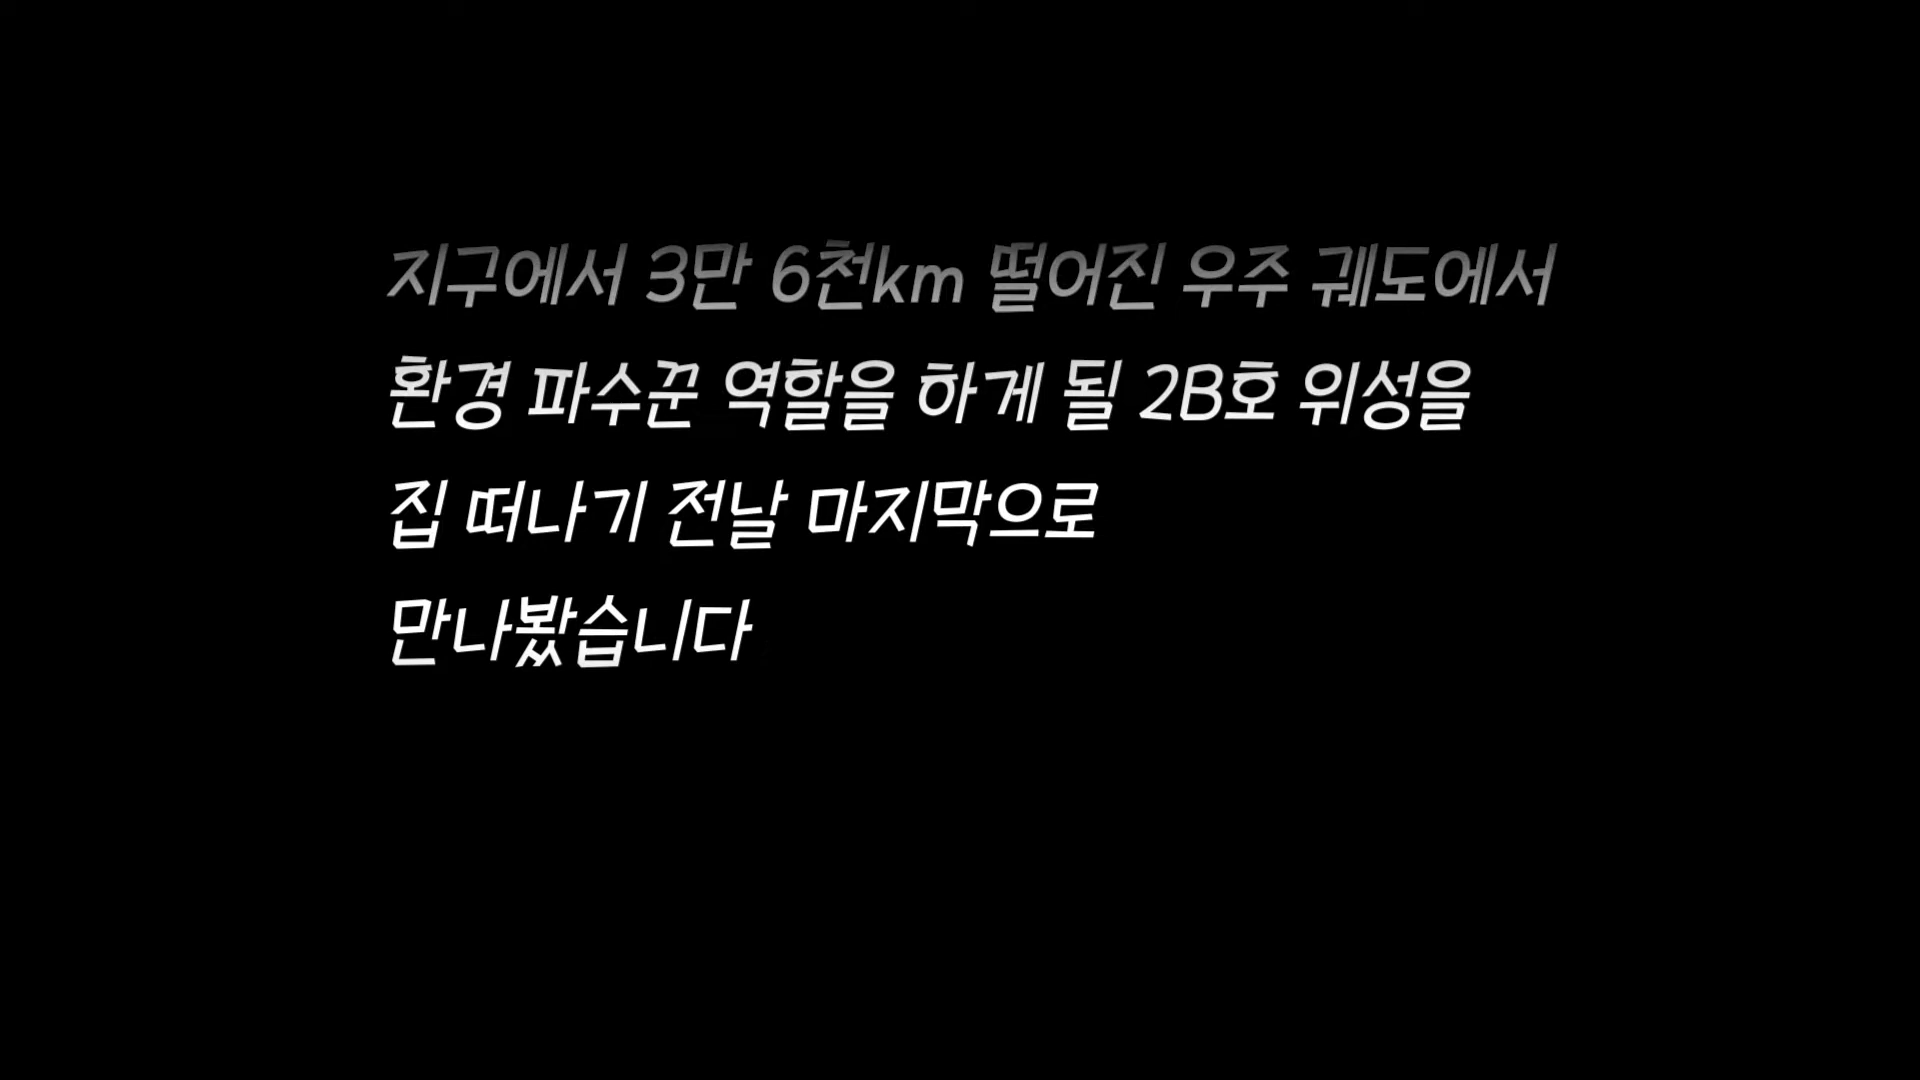 지구에서 3만 6천km 떨어진 우주 궤도에서
환경 파수꾼 역할을 하게 될 2B호 위성을
집 떠나기 전날 마지막으로
만나봤습니다